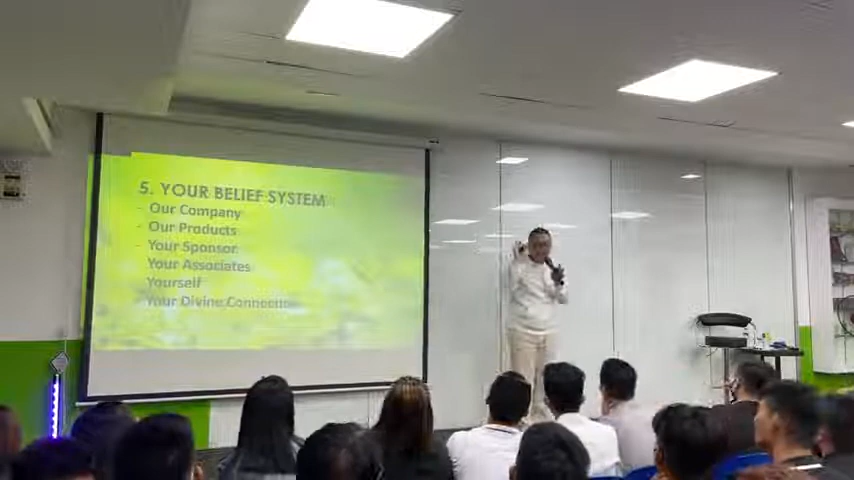 5. YOUR BELIEF SYSTEM
- Our Company
- Our Products
- Your Sponsor
Your Associates
Yourself
Your Divine Connection